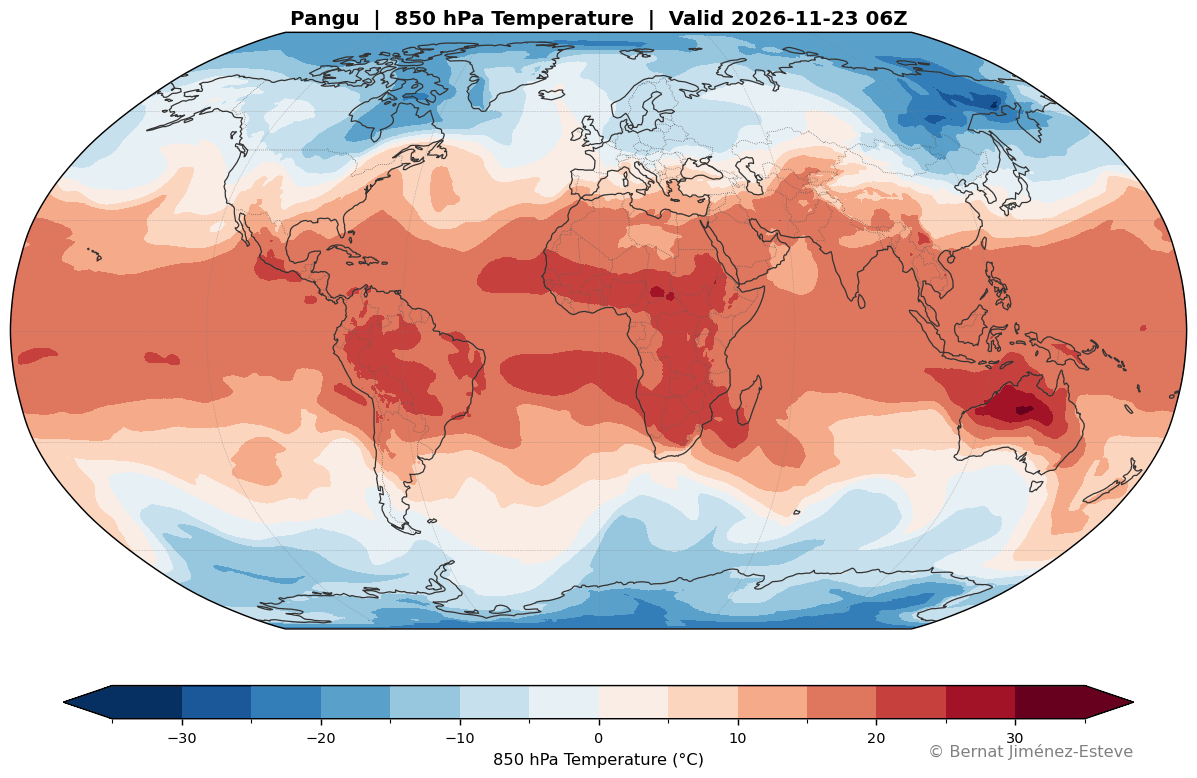 Pangu | 850 hPa Temperature | Valid 2026-11-23 06Z
−30 −20 −10 0 10 20 30
850 hPa Temperature (°C)
© Bernat Jiménez-Esteve